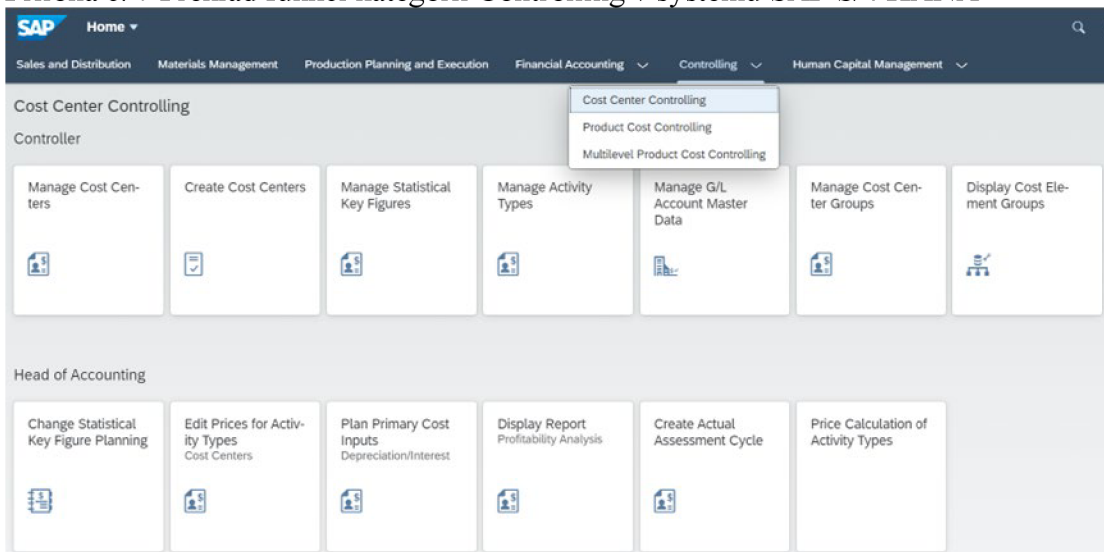 SAP Home
Sales and Distribution Materials Management Production Planning and Execution Financial Accounting Controlling Human Capital Management
Cost Center Controlling
Controller
Cost Center Controlling
Product Cost Controlling
Multilevel Product Cost Controlling
Manage Cost Cen-
ters
Create Cost Centers
Manage Statistical
Key Figures
Manage Activity
Types
Manage G/L
Account Master
Data
Manage Cost Cen-
ter Groups
Display Cost Ele-
ment Groups
Head of Accounting
Change Statistical
Key Figure Planning
Edit Prices for Activ-
ity Types
Cost Centers
Plan Primary Cost
Inputs
Depreciation/Interest
Display Report
Profitability Analysis
Create Actual
Assessment Cycle
Price Calculation of
Activity Types